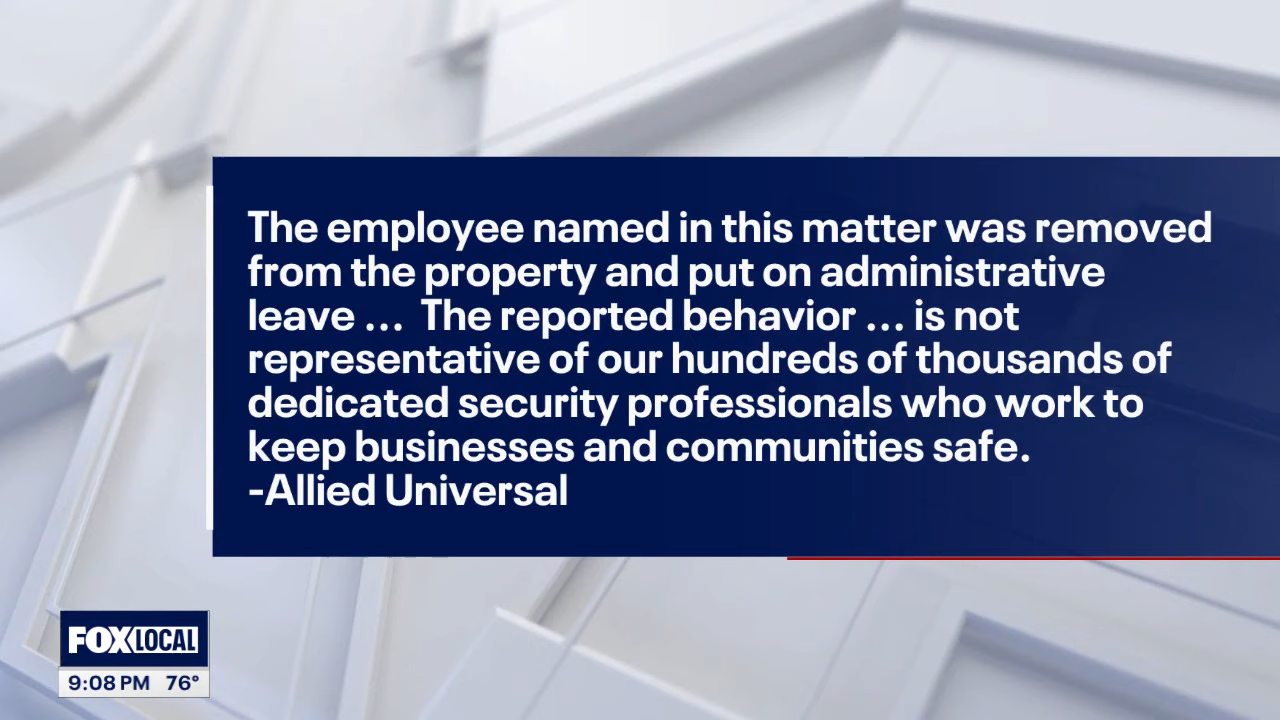 The employee named in this matter was removed
from the property and put on administrative
leave ...  The reported behavior ... is not
representative of our hundreds of thousands of
dedicated security professionals who work to
keep businesses and communities safe.
-Allied Universal
FOX LOCAL
9:08 PM 76°